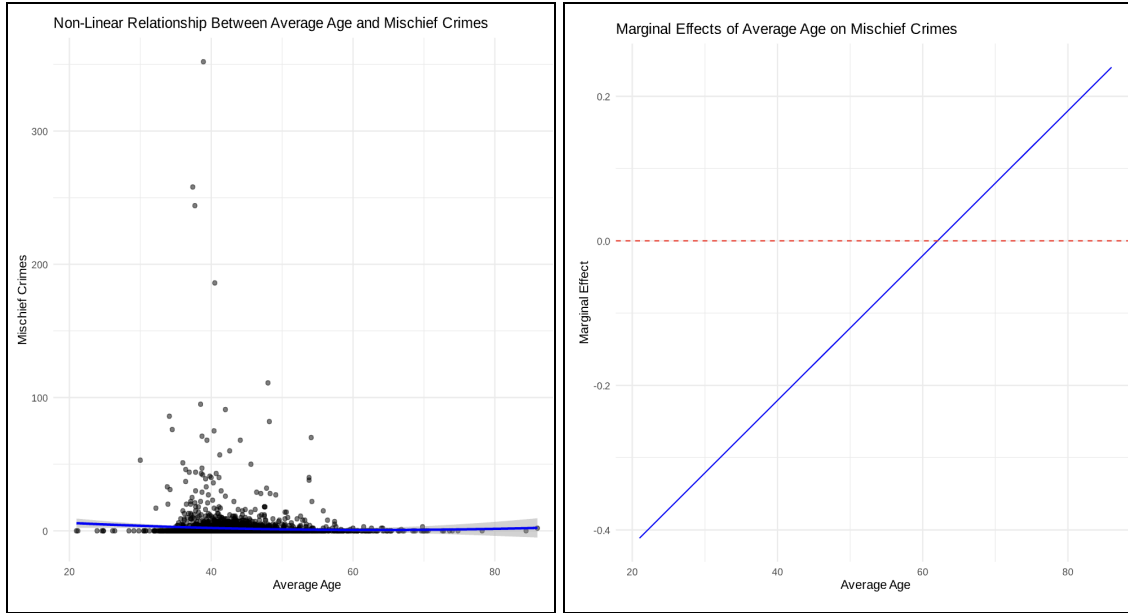 Non-Linear Relationship Between Average Age and Mischief Crimes
300
200
100
0
Mischief Crimes
20 40 60 80
Average Age
Marginal Effects of Average Age on Mischief Crimes
0.2
0.0
-0.2
-0.4
Marginal Effect
20 40 60 80
Average Age